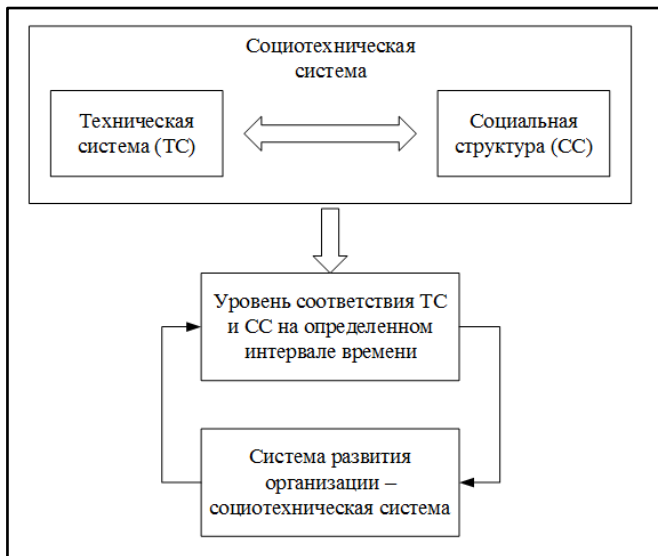 Социотехническая
система
Техническая
система (ТС)
Социальная
структура (СС)
Уровень соответствия ТС
и СС на определенном
интервале времени
Система развития
организации –
социотехническая система